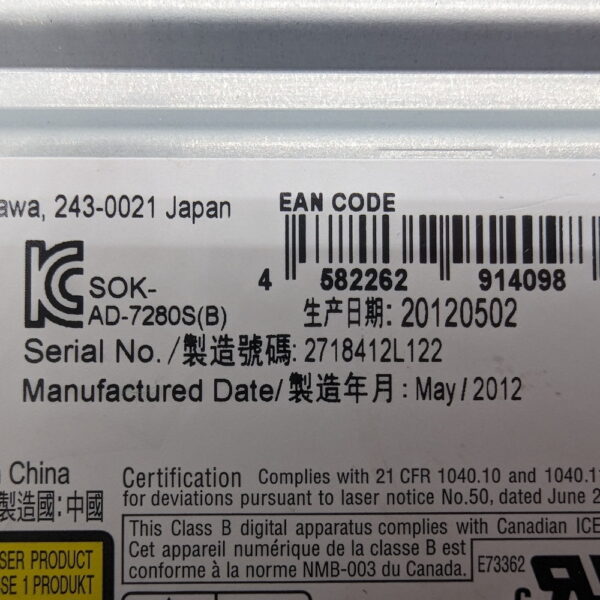 awa, 243-0021 Japan
EAN CODE
4 582262 914098
KC
SOK-
AD-7280S(B)
生产日期: 20120502
Serial No./製造號碼: 2718412L122
Manufactured Date/製造年月: May/2012
China
製造國:中國
Certification Complies with 21 CFR 1040.10 and 1040.1
for deviations pursuant to laser notice No.50, dated June 2
This Class B digital apparatus complies with Canadian ICE
Cet appareil numérique de la classe B est
conforme à la norme NMB-003 du Canada.
E73362
SER PRODUCT
SE 1 PRODUKT
c